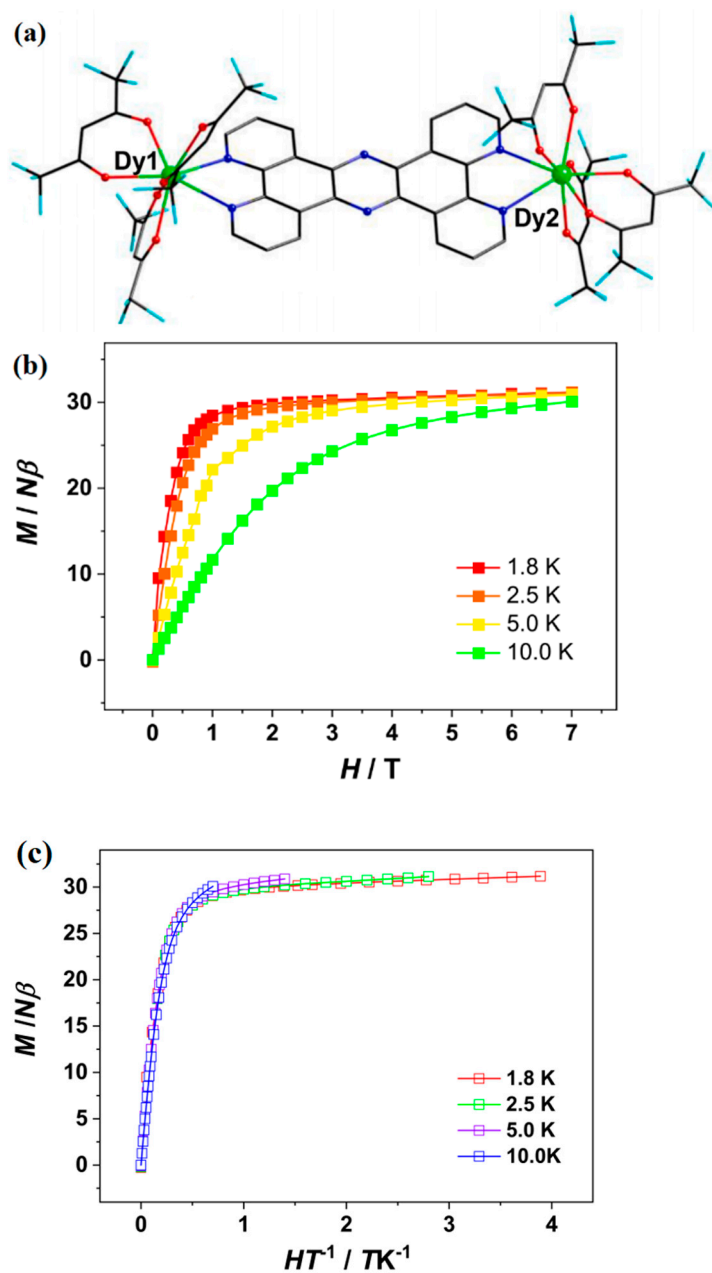 (a)
Dy1
Dy2
(b)
30
20
10
0
M / Nβ
1.8 K
2.5 K
5.0 K
10.0 K
0 1 2 3 4 5 6 7
H / T
(c)
30
25
20
15
10
5
0
M /Nβ
1.8 K
2.5 K
5.0 K
10.0K
0 1 2 3 4
HT⁻¹ / TK⁻¹